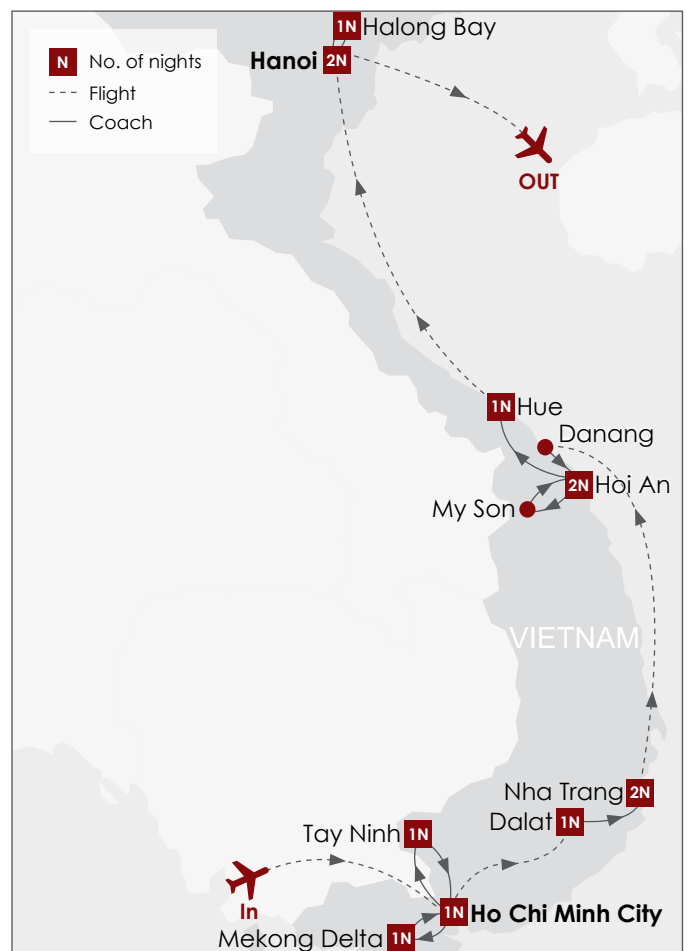 N No. of nights
Flight
Coach
1N Halong Bay
Hanoi 2N
OUT
1N Hue
Danang
2N Hoi An
My Son
VIETNAM
Nha Trang 2N
Dalat 1N
Tay Ninh 1N
In
1N Ho Chi Minh City
Mekong Delta 1N